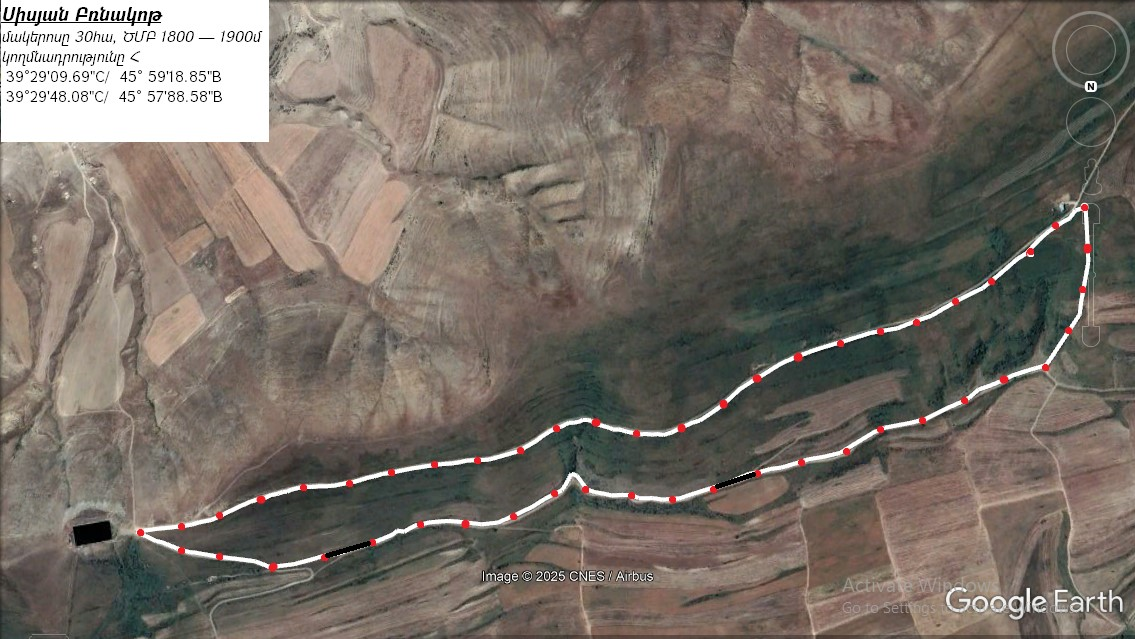 Սիսյան Բռնակոթ
մակերոսը 30հա, ԾՄԲ 1800 — 1900մ
կողմնադրությունը Հ
39°29'09.69"C/ 45° 59'18.85"B
39°29'48.08"C/ 45° 57'88.58"B
N
Image © 2025 CNES / Airbus
Activate Windows
Go to Settings
Google Earth